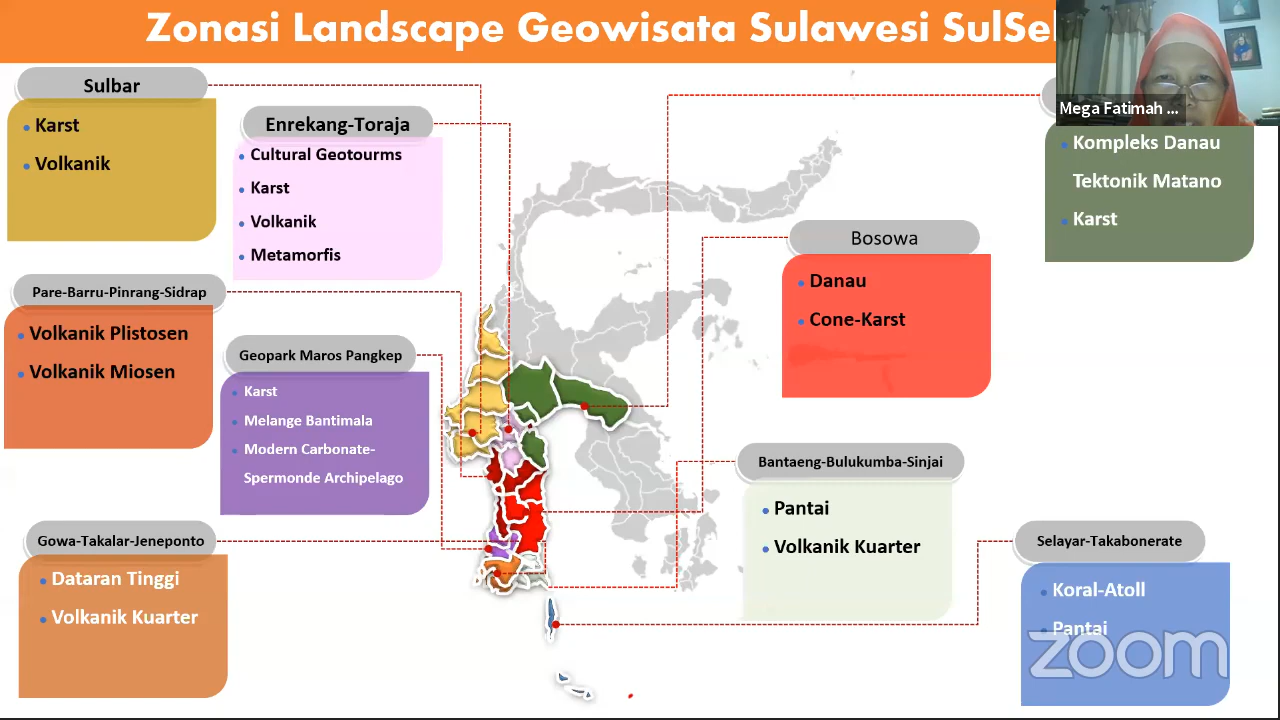 Zonasi Landscape Geowisata Sulawesi SulSel
Mega Fatimah ...
Sulbar
Karst
Volkanik
Enrekang-Toraja
Cultural Geotourms
Karst
Volkanik
Metamorfis
Kompleks Danau
Tektonik Matano
Karst
Bosowa
Danau
Cone-Karst
Pare-Barru-Pinrang-Sidrap
Volkanik Plistosen
Volkanik Miosen
Geopark Maros Pangkep
Karst
Melange Bantimala
Modern Carbonate-
Spermonde Archipelago
Bantaeng-Bulukumba-Sinjai
Pantai
Volkanik Kuarter
Gowa-Takalar-Jeneponto
Dataran Tinggi
Volkanik Kuarter
Selayar-Takabonerate
Koral-Atoll
Pantai
zoom